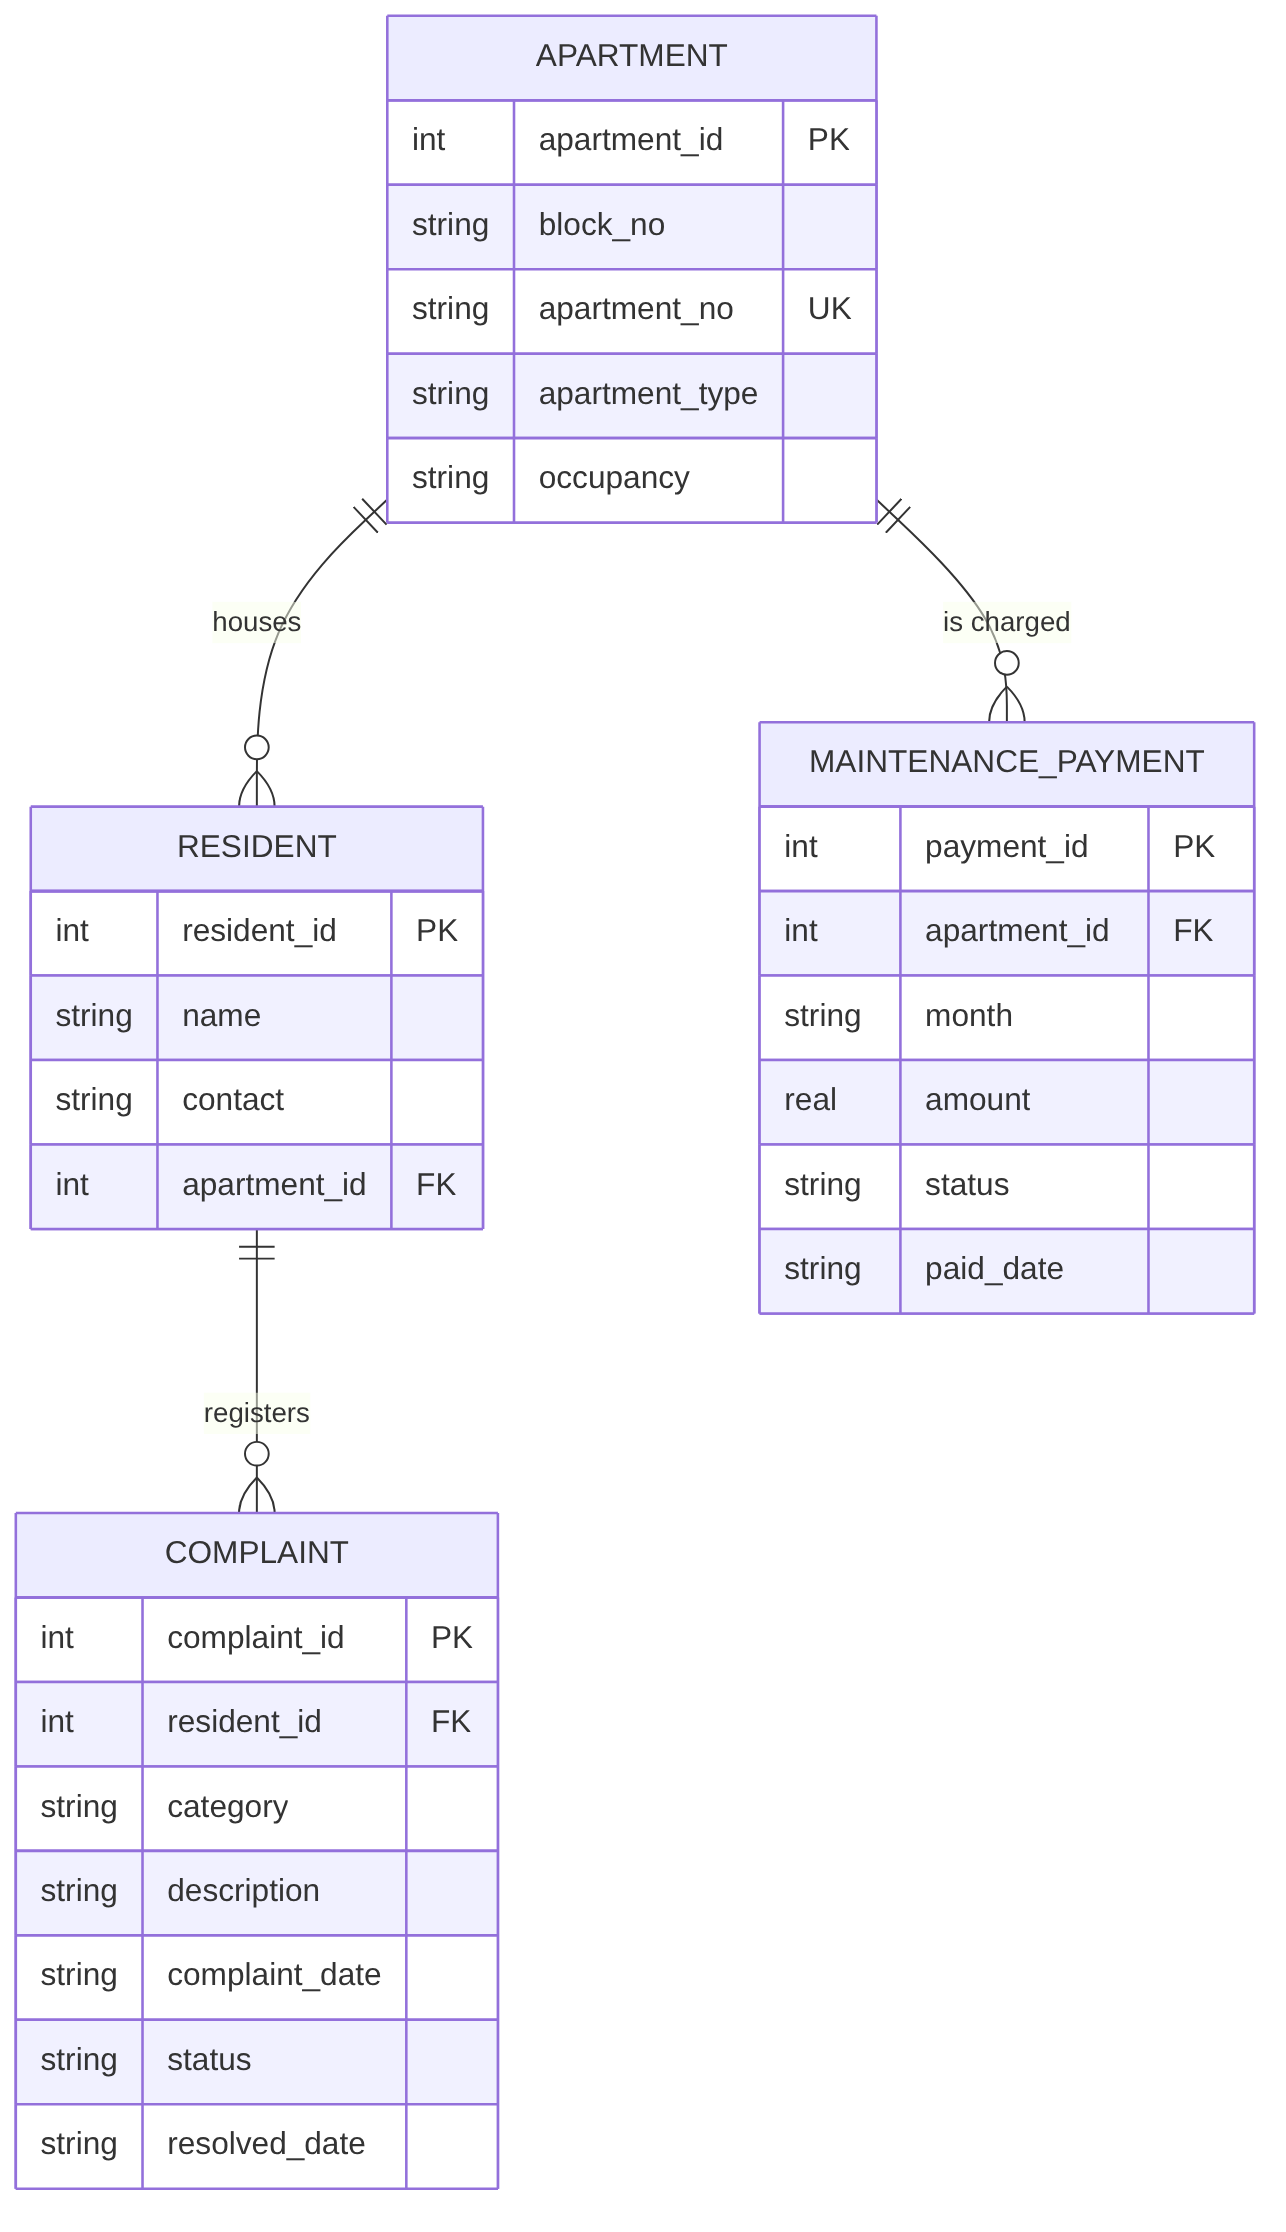 APARTMENT
int apartment_id PK
string block_no
string apartment_no UK
string apartment_type
string occupancy
houses
is charged
RESIDENT
int resident_id PK
string name
string contact
int apartment_id FK
MAINTENANCE_PAYMENT
int payment_id PK
int apartment_id FK
string month
real amount
string status
string paid_date
registers
COMPLAINT
int complaint_id PK
int resident_id FK
string category
string description
string complaint_date
string status
string resolved_date